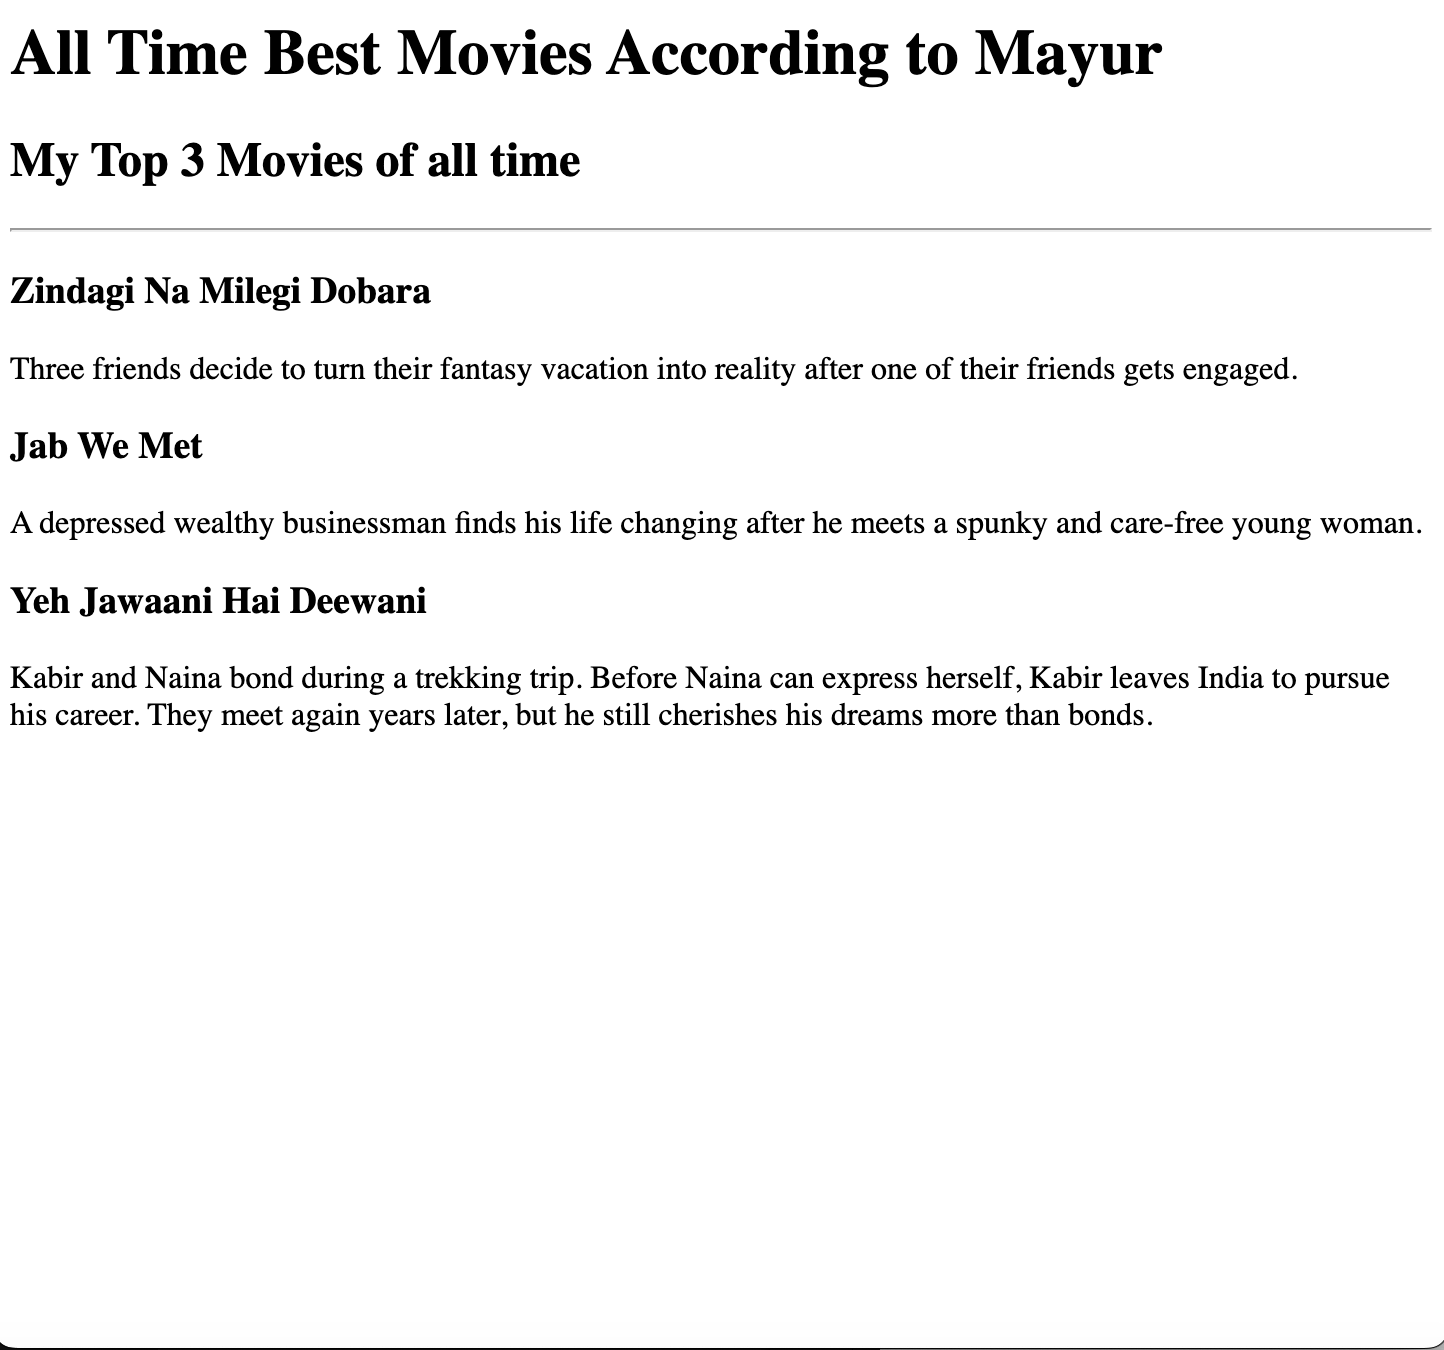 All Time Best Movies According to Mayur
My Top 3 Movies of all time
Zindagi Na Milegi Dobara
Three friends decide to turn their fantasy vacation into reality after one of their friends gets engaged.
Jab We Met
A depressed wealthy businessman finds his life changing after he meets a spunky and care-free young woman.
Yeh Jawaani Hai Deewani
Kabir and Naina bond during a trekking trip. Before Naina can express herself, Kabir leaves India to pursue
his career. They meet again years later, but he still cherishes his dreams more than bonds.